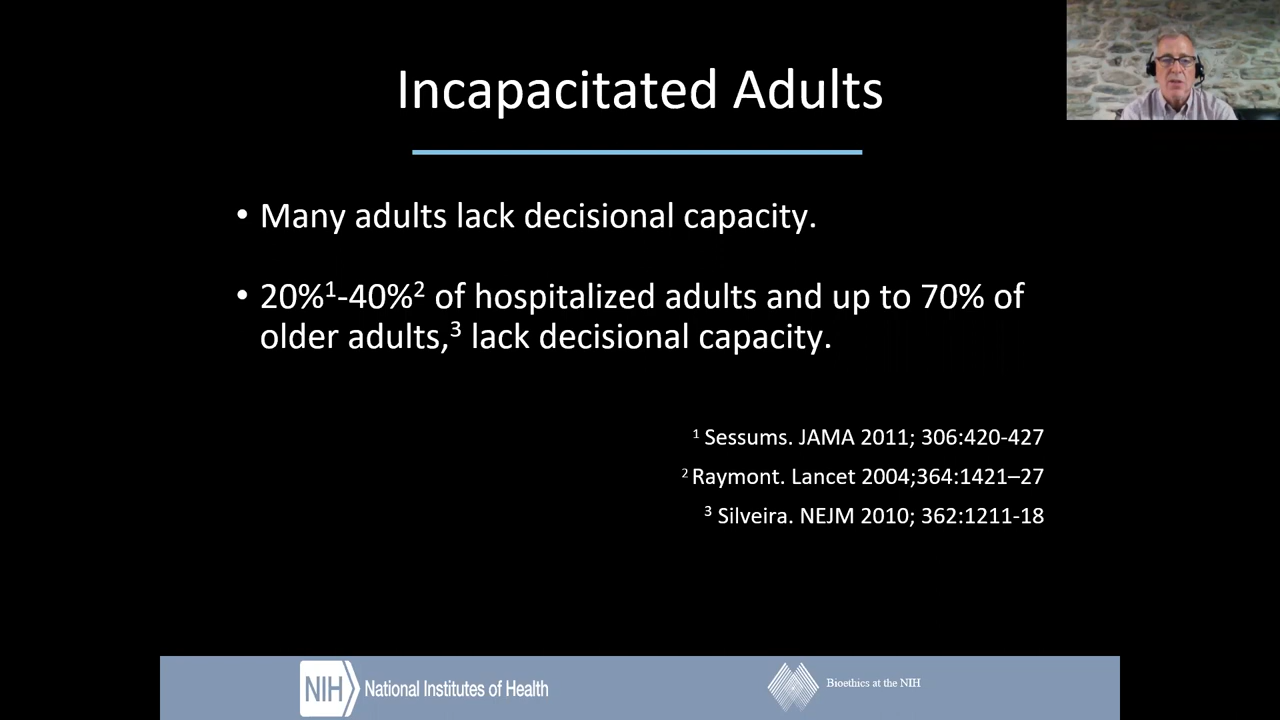 Incapacitated Adults
• Many adults lack decisional capacity.
• 20%¹-40%² of hospitalized adults and up to 70% of
older adults,³ lack decisional capacity.
¹ Sessums. JAMA 2011; 306:420-427
² Raymont. Lancet 2004;364:1421–27
³ Silveira. NEJM 2010; 362:1211-18
NIH National Institutes of Health
Bioethics at the NIH